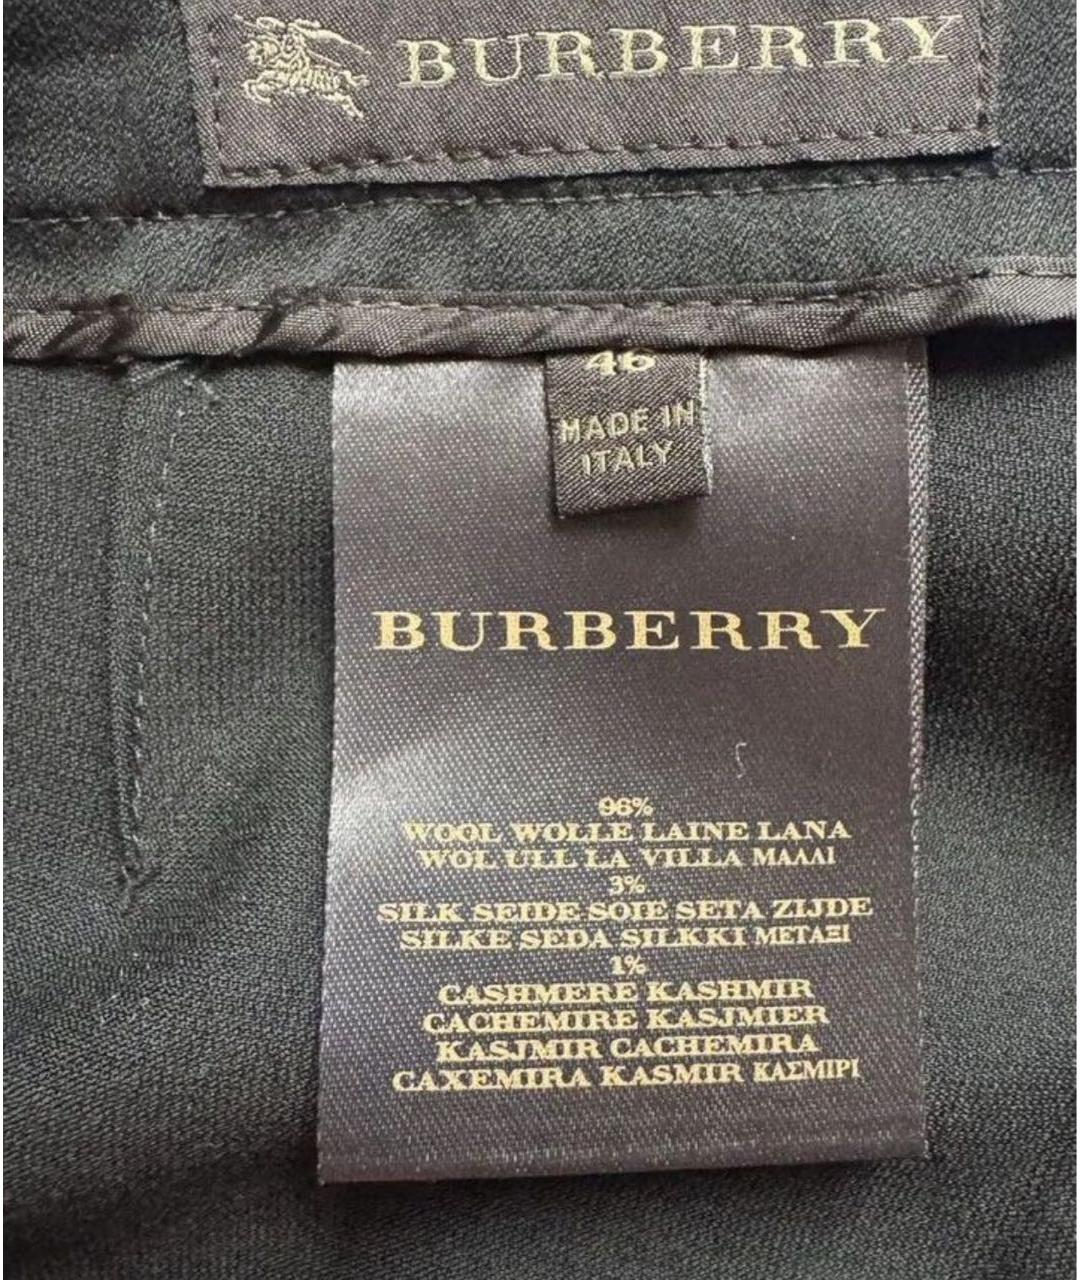 BURBERRY
46
MADE IN
ITALY
BURBERRY
96%
WOOL WOLLE LAINE LANA
WOL ULL LA VILLA ΜΑΛΛΙ
3%
SILK SEIDE SOIE SETA ZIJDE
SILKE SEDA SILKKI ΜΕΤΑΞΙ
1%
CASHMERE KASHMIR
CACHEMIRE KASJMIER
KASJMIR CACHEMIRA
CAXEMIRA KASMIR ΚΑΣΜΙΡΙ